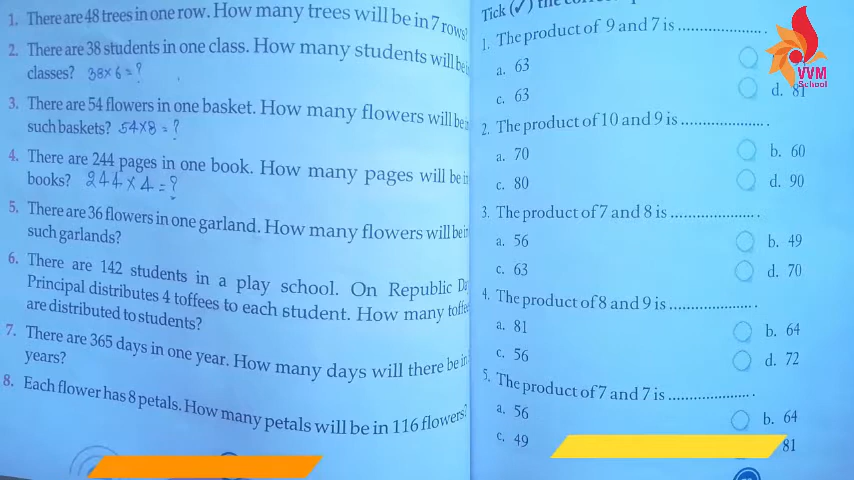 1. There are 48 trees in one row. How many trees will be in 7 rows?
2. There are 38 students in one class. How many students will be
classes? 38 x 6 = ?
3. There are 54 flowers in one basket. How many flowers will be
such baskets? 54 x 8 = ?
4. There are 244 pages in one book. How many pages will be in
books? 244 x 4 = ?
5. There are 36 flowers in one garland. How many flowers will be in
such garlands?
6. There are 142 students in a play school. On Republic
Principal distributes 4 toffees to each student. How many
are distributed to students?
7. There are 365 days in one year. How many days will there be in
years?
8. Each flower has 8 petals. How many petals will be in 116 flowers?
Tick (✓) the
1. The product of 9 and 7 is .................... .
a. 63
c. 63
d. 81
2. The product of 10 and 9 is .................... .
a. 70
b. 60
c. 80
d. 90
3. The product of 7 and 8 is .................... .
a. 56
b. 49
c. 63
d. 70
4. The product of 8 and 9 is .................... .
a. 81
b. 64
c. 56
d. 72
5. The product of 7 and 7 is .................... .
a. 56
b. 64
c. 49
81
VVM
School